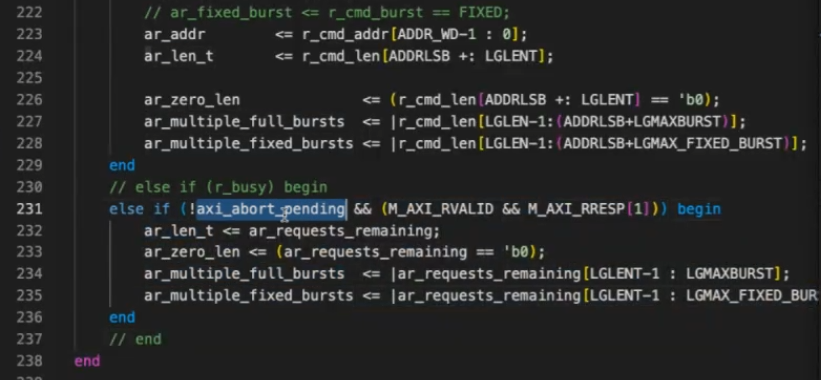 222 // ar_fixed_burst <= r_cmd_burst == FIXED;
223 ar_addr <= r_cmd_addr[ADDR_WD-1 : 0];
224 ar_len_t <= r_cmd_len[ADDRLSB +: LGLENT];
225
226 ar_zero_len <= (r_cmd_len[ADDRLSB +: LGLENT] == 'b0);
227 ar_multiple_full_bursts <= |r_cmd_len[LGLEN-1:(ADDRLSB+LGMAXBURST)];
228 ar_multiple_fixed_bursts <= |r_cmd_len[LGLEN-1:(ADDRLSB+LGMAX_FIXED_BURST)];
229 end
230 // else if (r_busy) begin
231 else if (!axi_abort_pending && (M_AXI_RVALID && M_AXI_RRESP[1])) begin
232 ar_len_t <= ar_requests_remaining;
233 ar_zero_len <= (ar_requests_remaining == 'b0);
234 ar_multiple_full_bursts <= |ar_requests_remaining[LGLENT-1 : LGMAXBURST];
235 ar_multiple_fixed_bursts <= |ar_requests_remaining[LGLENT-1 : LGMAX_FIXED_BUR
236 end
237 // end
238 end